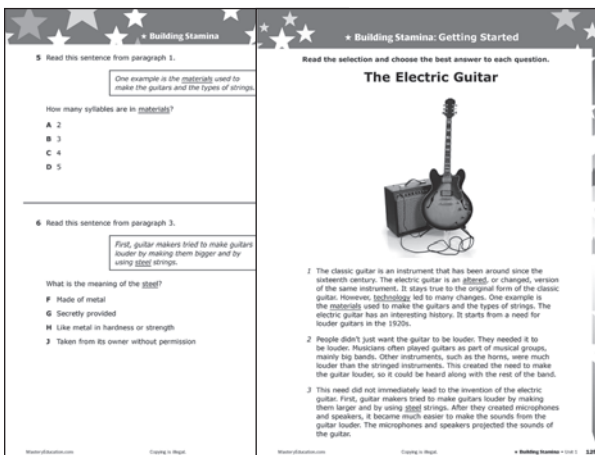 ★ Building Stamina
5 Read this sentence from paragraph 1.
One example is the materials used to
make the guitars and the types of strings.
How many syllables are in materials?
A 2
B 3
C 4
D 5
6 Read this sentence from paragraph 3.
First, guitar makers tried to make guitars
louder by making them bigger and by
using steel strings.
What is the meaning of the steel?
F Made of metal
G Secretly provided
H Like metal in hardness or strength
J Taken from its owner without permission
MasteryEducation.com
Copying is illegal.
★ Building Stamina: Getting Started
Read the selection and choose the best answer to each question.
The Electric Guitar
1 The classic guitar is an instrument that has been around since the
sixteenth century. The electric guitar is an altered, or changed, version
of the same instrument. It stays true to the original form of the classic
guitar. However, technology led to many changes. One example is
the materials used to make the guitars and the types of strings. The
electric guitar has an interesting history. It starts from a need for
louder guitars in the 1920s.
2 People didn't just want the guitar to be louder. They needed it to
be louder. Musicians often played guitars as part of musical groups,
mainly big bands. Other instruments, such as the horns, were much
louder than the stringed instruments. This created the need to make
the guitar louder, so it could be heard along with the rest of the band.
3 This need did not immediately lead to the invention of the electric
guitar. First, guitar makers tried to make guitars louder by making
them larger and by using steel strings. After they created microphones
and speakers, it became much easier to make the sounds from the
guitar louder. The microphones and speakers projected the sounds of
the guitar.
MasteryEducation.com
Copying is illegal.
★ Building Stamina • Unit 5